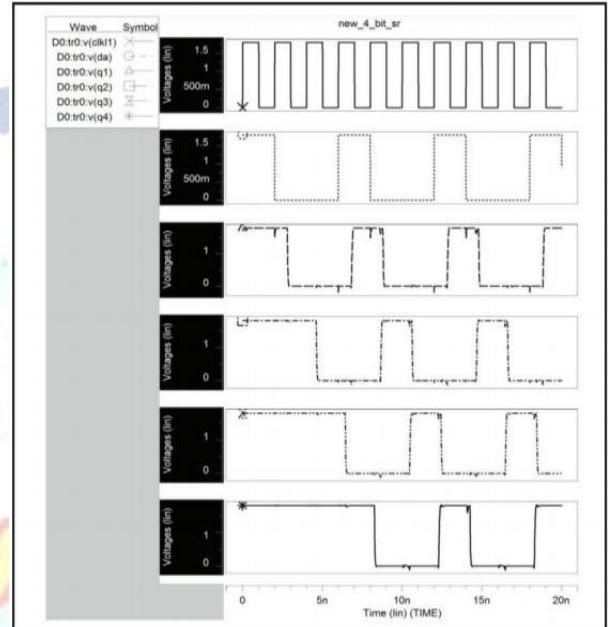 new_4_bit_sr
Wave Symbol
D0:tr0:v(clkl1)
D0:tr0:v(da)
D0:tr0:v(q1)
D0:tr0:v(q2)
D0:tr0:v(q3)
D0:tr0:v(q4)
Voltages (lin)
1.5
1
500m
0
Voltages (lin)
1.5
1
500m
0
Voltages (lin)
1
0
Voltages (lin)
1
0
Voltages (lin)
1
0
Voltages (lin)
1
0
0 5n 10n 15n 20n
Time (lin) (TIME)